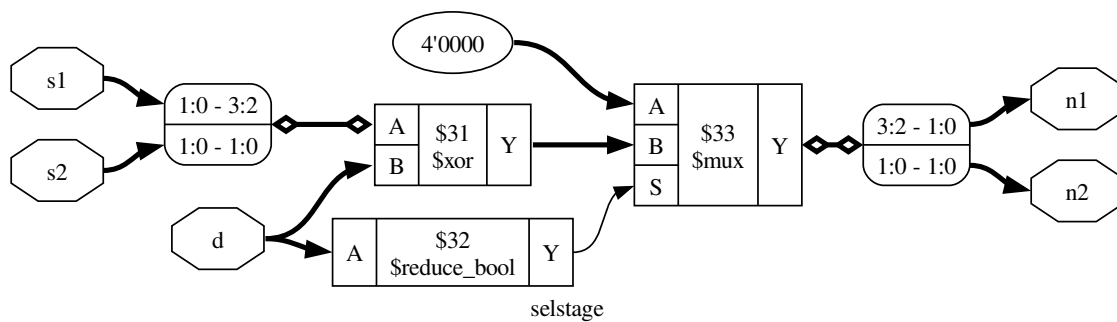 4'0000
s1
s2
1:0 - 3:2
1:0 - 1:0
A
B
$31
$xor
Y
A
B
S
$33
$mux
Y
3:2 - 1:0
1:0 - 1:0
n1
n2
d
A
$32
$reduce_bool
Y
selstage